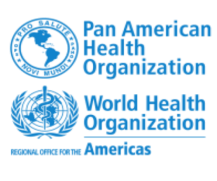 PRO SALUTE
NOVI MUNDI
Pan American
Health
Organization
World Health
Organization
REGIONAL OFFICE FOR THE Americas